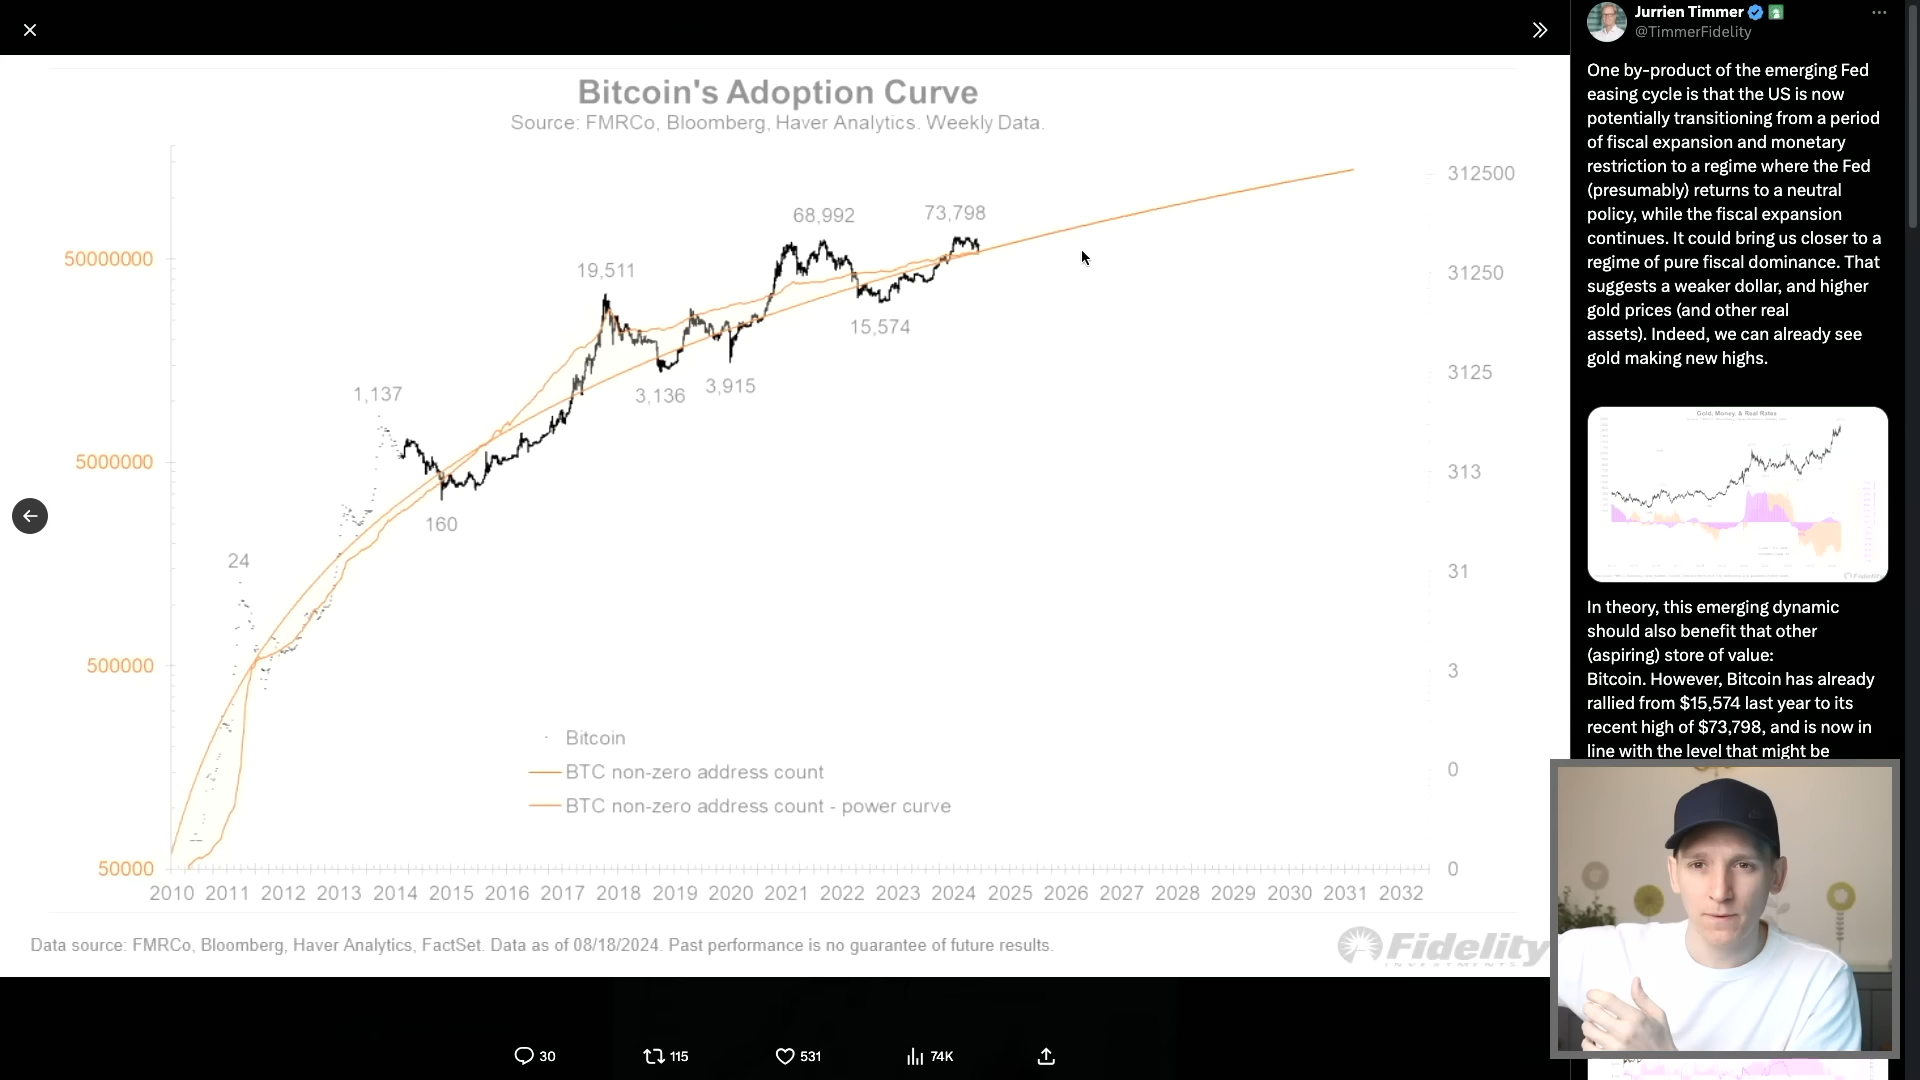 Bitcoin's Adoption Curve
Source: FMRCo, Bloomberg, Haver Analytics. Weekly Data.
50000000
5000000
500000
50000
312500
31250
3125
313
31
3
0
0
24
1,137
160
19,511
3,136
3,915
68,992
15,574
73,798
Bitcoin
BTC non-zero address count
BTC non-zero address count - power curve
2010 2011 2012 2013 2014 2015 2016 2017 2018 2019 2020 2021 2022 2023 2024 2025 2026 2027 2028 2029 2030 2031 2032
Data source: FMRCo, Bloomberg, Haver Analytics, FactSet. Data as of 08/18/2024. Past performance is no guarantee of future results.
Fidelity
INVESTMENTS
30
115
531
74K
Jurrien Timmer
@TimmerFidelity
One by-product of the emerging Fed
easing cycle is that the US is now
potentially transitioning from a period
of fiscal expansion and monetary
restriction to a regime where the Fed
(presumably) returns to a neutral
policy, while the fiscal expansion
continues. It could bring us closer to a
regime of pure fiscal dominance. That
suggests a weaker dollar, and higher
gold prices (and other real
assets). Indeed, we can already see
gold making new highs.
Gold, Money, & Real Rates
Fidelity
In theory, this emerging dynamic
should also benefit that other
(aspiring) store of value:
Bitcoin. However, Bitcoin has already
rallied from $15,574 last year to its
recent high of $73,798, and is now in
line with the level that might be